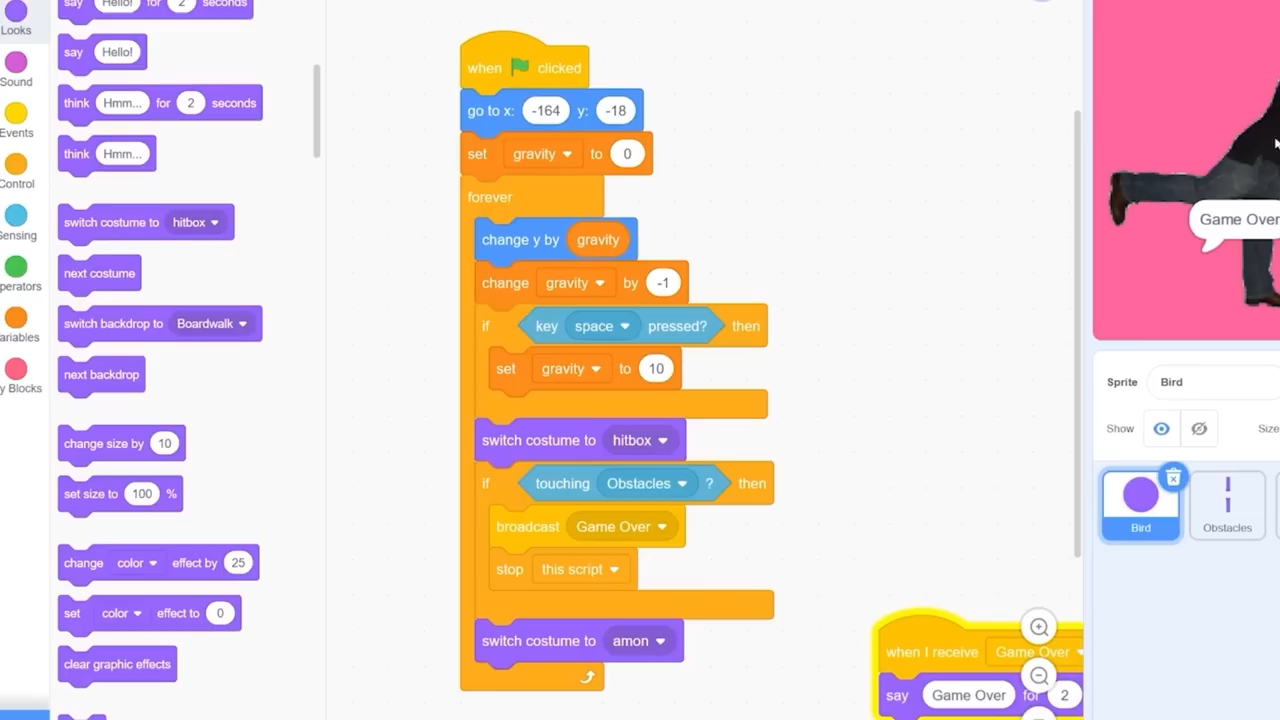 Looks
Sound
Events
Control
ensing
perators
ariables
y Blocks
say Hello! for 2 seconds
say Hello!
think Hmm... for 2 seconds
think Hmm...
switch costume to hitbox
next costume
switch backdrop to Boardwalk
next backdrop
change size by 10
set size to 100 %
change color effect by 25
set color effect to 0
clear graphic effects
when clicked
go to x: -164 y: -18
set gravity to 0
forever
change y by gravity
change gravity by -1
if key space pressed? then
set gravity to 10
switch costume to hitbox
if touching Obstacles ? then
broadcast Game Over
stop this script
switch costume to amon
when I receive Game Over
say Game Over for 2
Game Over
Sprite Bird
Show Size
Bird
Obstacles